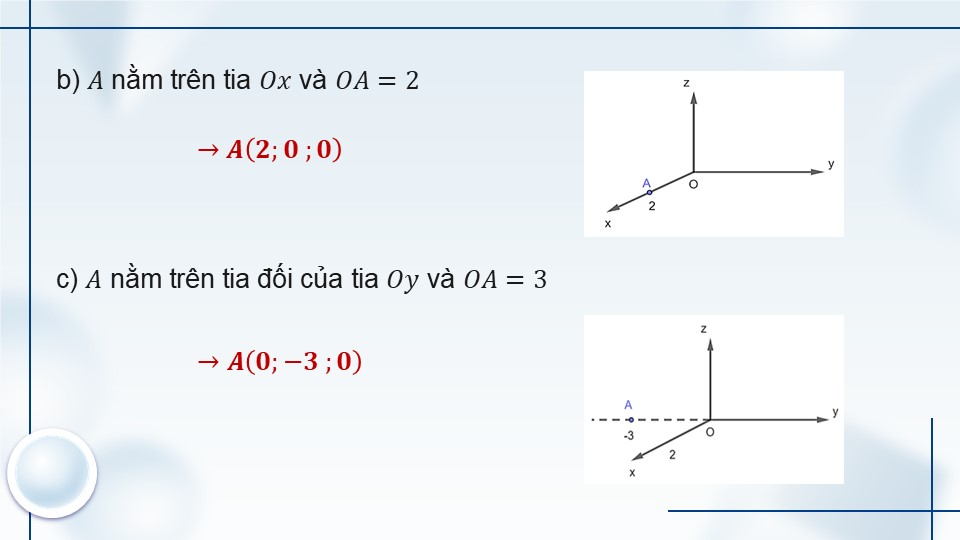 b) 𝐴 nằm trên tia 𝑂𝑥 và 𝑂𝐴 = 2
→ 𝑨(𝟐; 𝟎 ; 𝟎)
z
y
A
O
2
x
c) 𝐴 nằm trên tia đối của tia 𝑂𝑦 và 𝑂𝐴 = 3
→ 𝑨(𝟎; −𝟑 ; 𝟎)
z
A
y
-3
O
2
x